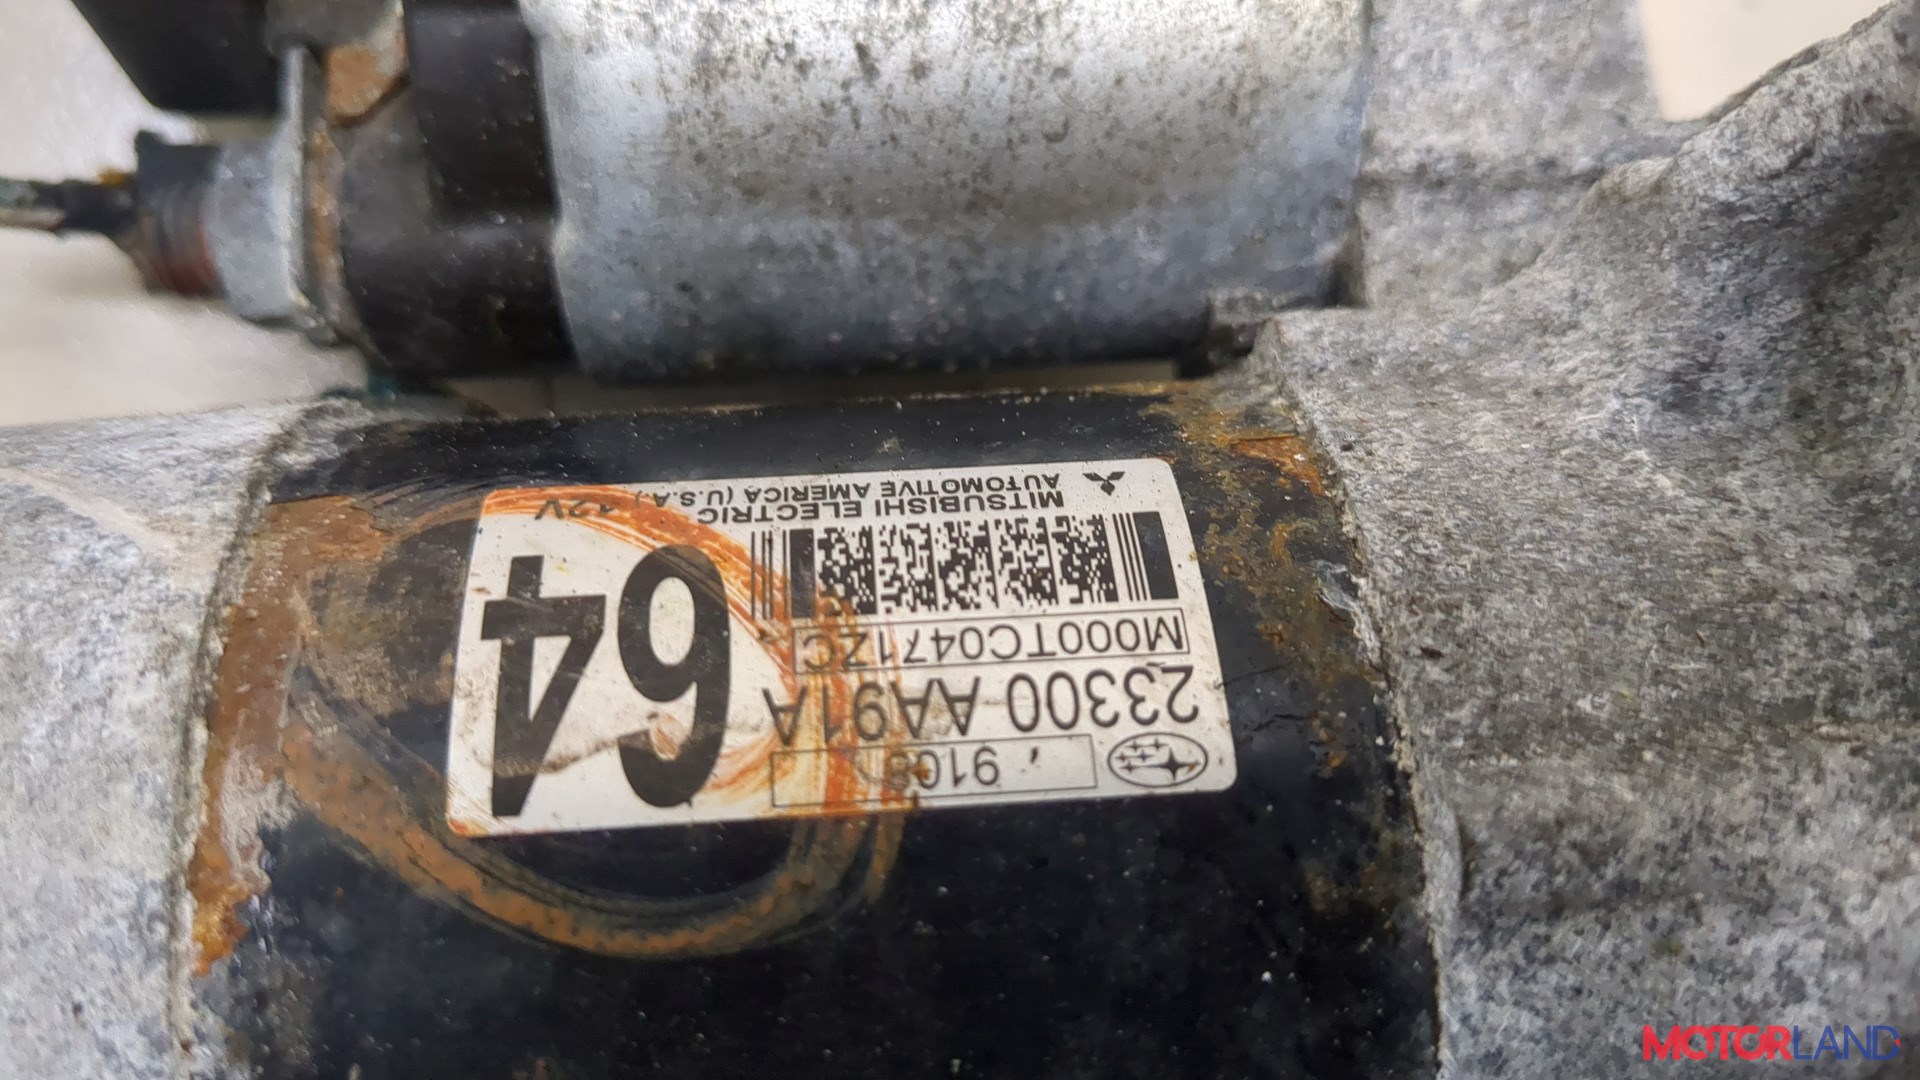 9108
23300 AA91A
M000TC0471ZC
64
MITSUBISHI ELECTRIC
AUTOMOTIVE AMERICA (U.S.A.) 12V
MOTORLAND